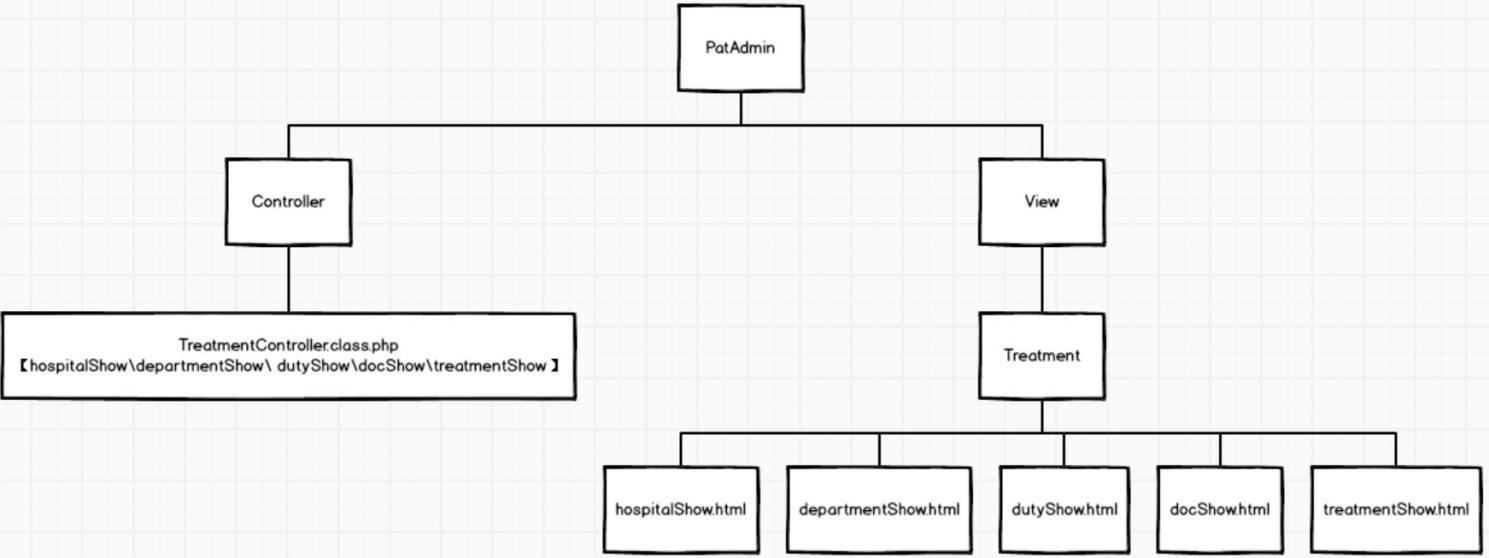 PatAdmin
Controller
View
TreatmentController.class.php
【hospitalShow\departmentShow\ dutyShow\docShow\treatmentShow】
Treatment
hospitalShow.html
departmentShow.html
dutyShow.html
docShow.html
treatmentShow.html